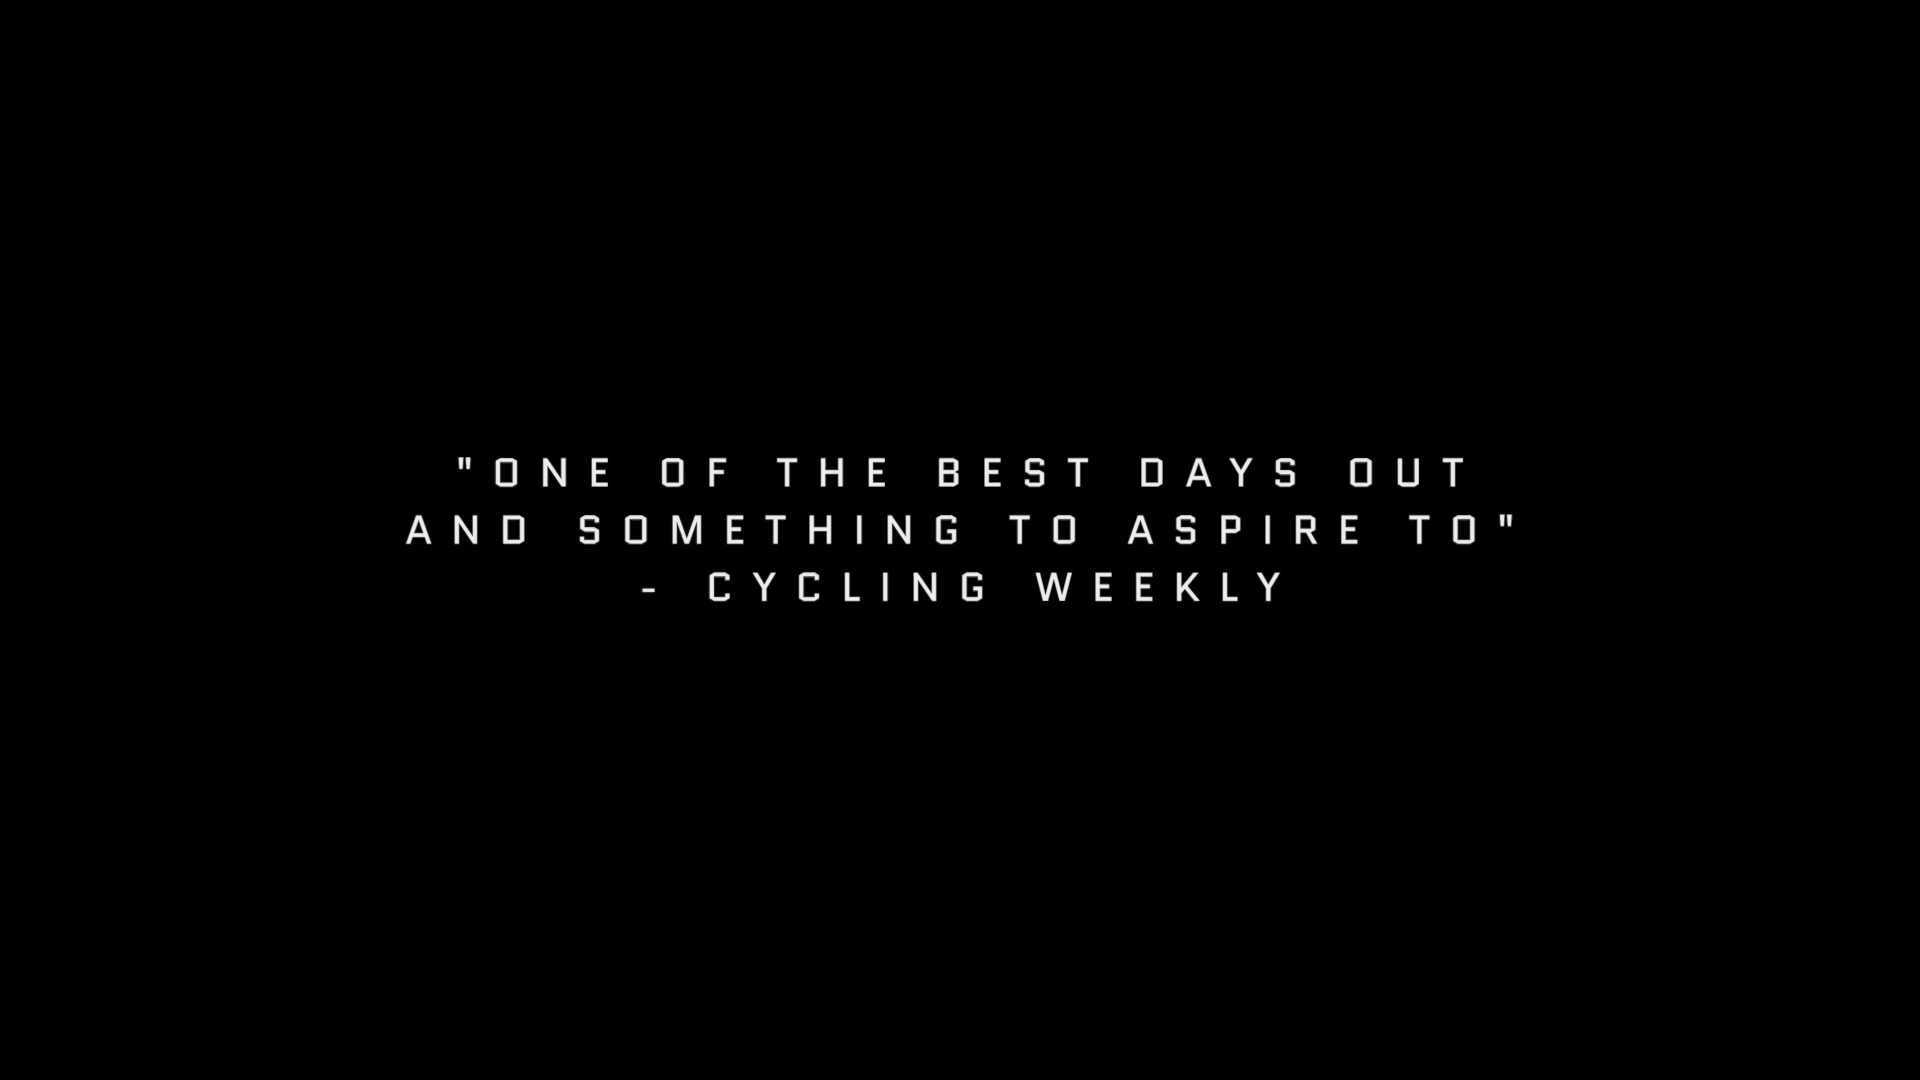 "ONE OF THE BEST DAYS OUT
AND SOMETHING TO ASPIRE TO"
- CYCLING WEEKLY